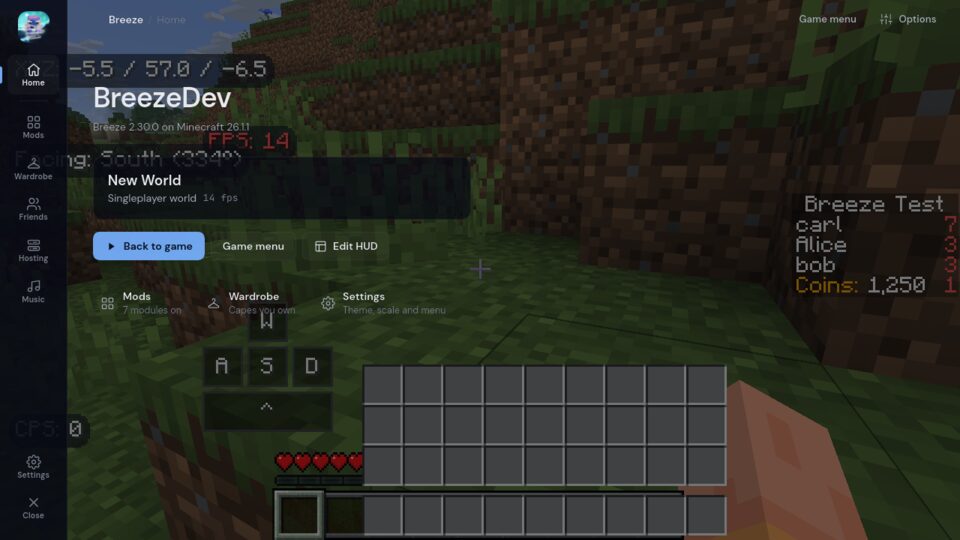 Breeze / Home
Game menu
Options
XYZ: -5.5 / 57.0 / -6.5
Home
BreezeDev
Breeze 2.30.0 on Minecraft 26.1.1
Mods
FPS: 14
Facing: South (334°)
Wardrobe
New World
Singleplayer world 14 fps
Friends
Breeze Test
carl 7
Alice 3
bob 3
Coins: 1,250 1
Back to game
Game menu
Edit HUD
Hosting
Music
Mods
7 modules on
Wardrobe
Capes you own
Settings
Theme, scale and menu
W
A S D
^
CPS: 0
Settings
Close